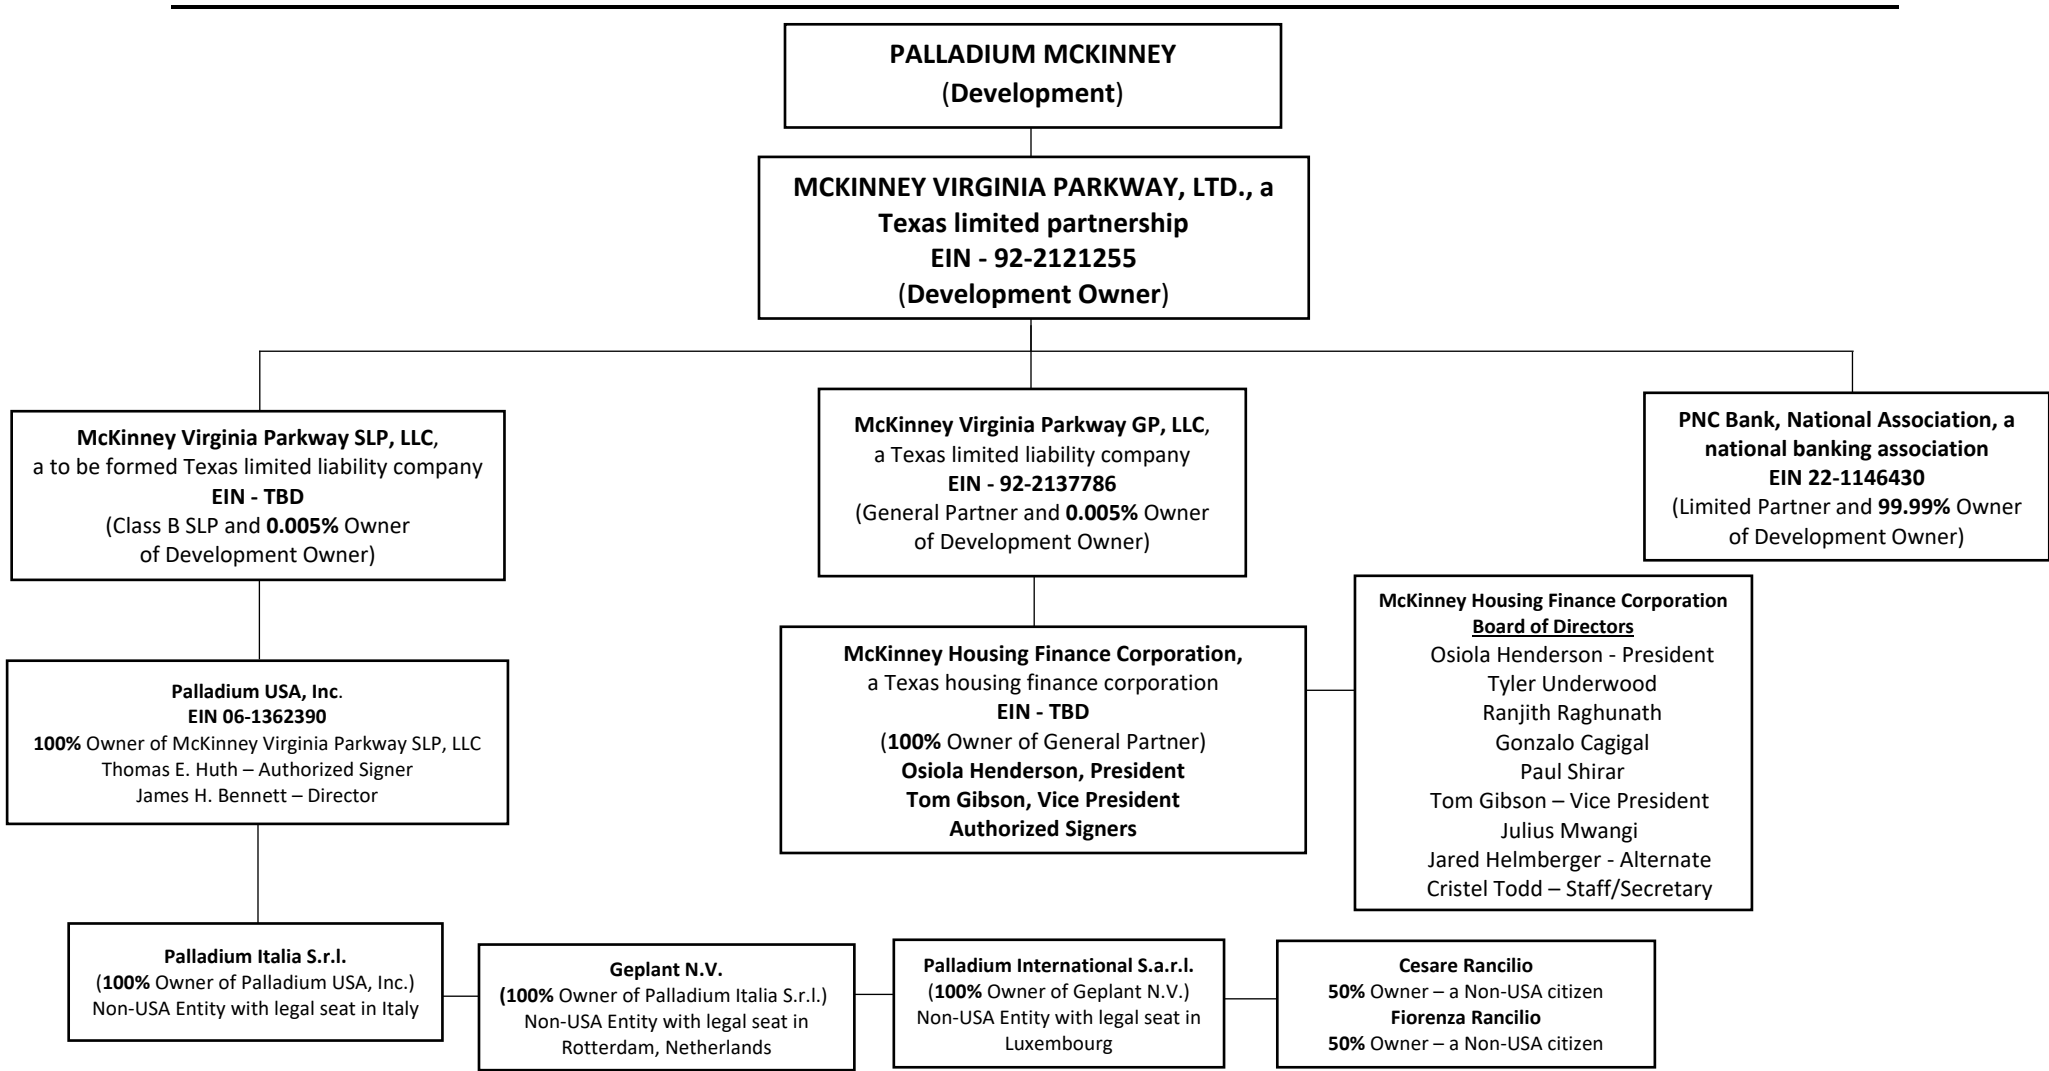 PALLADIUM MCKINNEY
(Development)
MCKINNEY VIRGINIA PARKWAY, LTD., a
Texas limited partnership
EIN - 92-2121255
(Development Owner)
McKinney Virginia Parkway SLP, LLC,
a to be formed Texas limited liability company
EIN - TBD
(Class B SLP and 0.005% Owner
of Development Owner)
McKinney Virginia Parkway GP, LLC,
a Texas limited liability company
EIN - 92-2137786
(General Partner and 0.005% Owner
of Development Owner)
PNC Bank, National Association, a
national banking association
EIN 22-1146430
(Limited Partner and 99.99% Owner
of Development Owner)
Palladium USA, Inc.
EIN 06-1362390
100% Owner of McKinney Virginia Parkway SLP, LLC
Thomas E. Huth – Authorized Signer
James H. Bennett – Director
McKinney Housing Finance Corporation,
a Texas housing finance corporation
EIN - TBD
(100% Owner of General Partner)
Osiola Henderson, President
Tom Gibson, Vice President
Authorized Signers
McKinney Housing Finance Corporation
Board of Directors
Osiola Henderson - President
Tyler Underwood
Ranjith Raghunath
Gonzalo Cagigal
Paul Shirar
Tom Gibson – Vice President
Julius Mwangi
Jared Helmberger - Alternate
Cristel Todd – Staff/Secretary
Palladium Italia S.r.l.
(100% Owner of Palladium USA, Inc.)
Non-USA Entity with legal seat in Italy
Geplant N.V.
(100% Owner of Palladium Italia S.r.l.)
Non-USA Entity with legal seat in
Rotterdam, Netherlands
Palladium International S.a.r.l.
(100% Owner of Geplant N.V.)
Non-USA Entity with legal seat in
Luxembourg
Cesare Rancilio
50% Owner – a Non-USA citizen
Fiorenza Rancilio
50% Owner – a Non-USA citizen